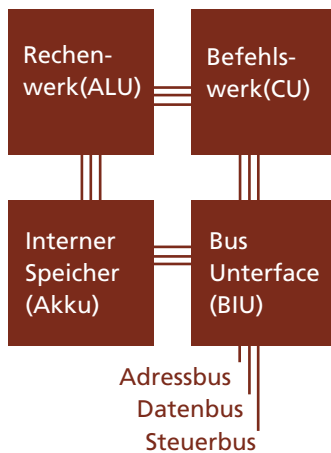 Rechen-
werk(ALU)
Befehls-
werk(CU)
Interner
Speicher
(Akku)
Bus
Unterface
(BIU)
Adressbus
Datenbus
Steuerbus